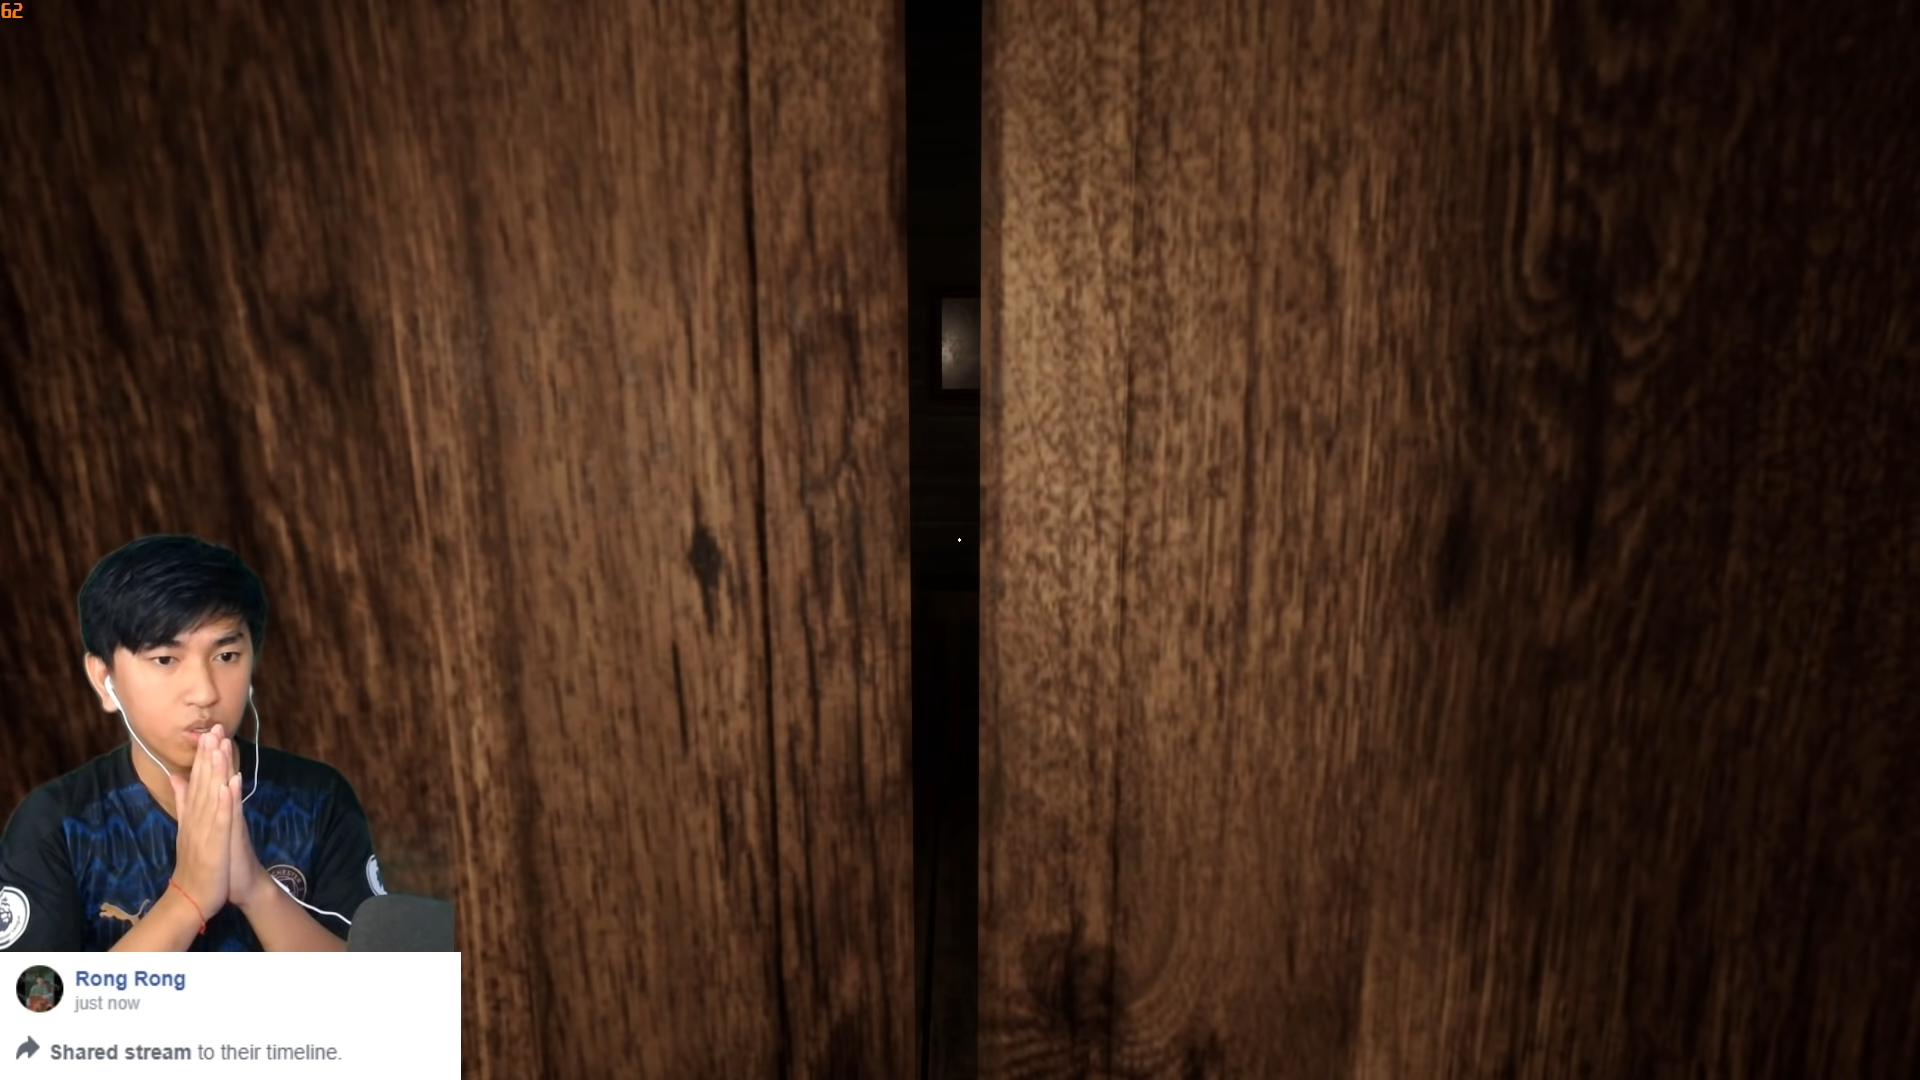 62
Rong Rong
just now
Shared stream to their timeline.